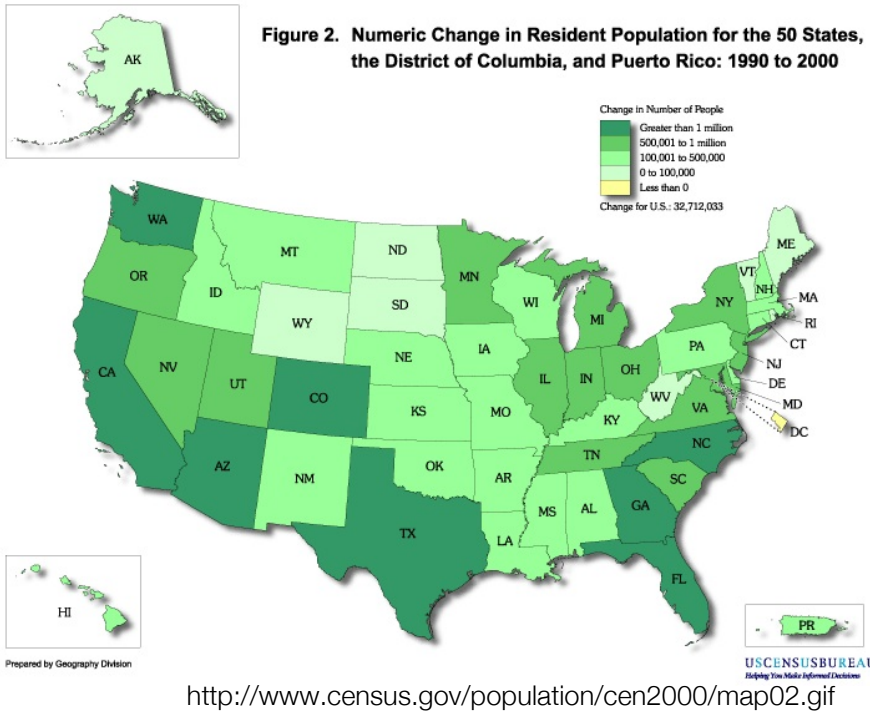 Figure 2. Numeric Change in Resident Population for the 50 States,
the District of Columbia, and Puerto Rico: 1990 to 2000
Change in Number of People
Greater than 1 million
500,001 to 1 million
100,001 to 500,000
0 to 100,000
Less than 0
Change for U.S.: 32,712,033
AK
WA
OR
ID
MT
ND
MN
SD
WY
WI
MI
NY
VT
NH
ME
MA
RI
CT
NJ
DE
MD
DC
PA
CA
NV
UT
CO
NE
IA
IL
IN
OH
WV
VA
KS
MO
KY
NC
TN
SC
AZ
NM
OK
AR
GA
AL
MS
LA
TX
FL
HI
PR
Prepared by Geography Division
USCENSUSBUREAU
Helping You Make Informed Decisions
http://www.census.gov/population/cen2000/map02.gif